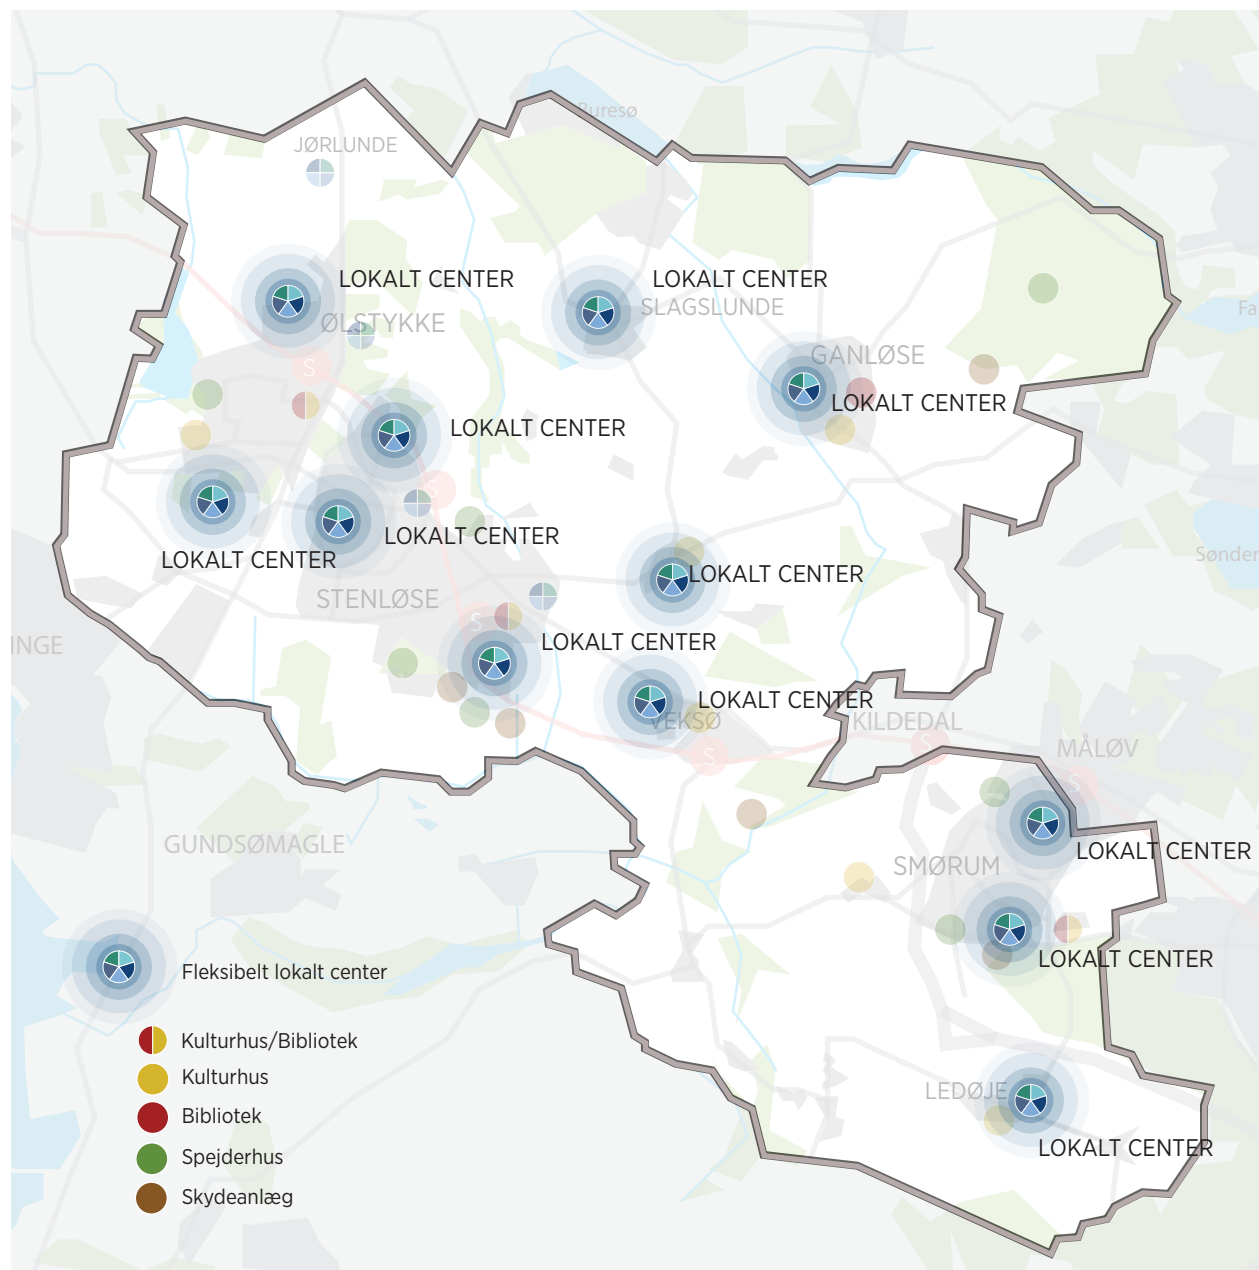 Buresø
JØRLUNDE
LOKALT CENTER
LOKALT CENTER
SLAGSLUNDE
Fa
ØLSTYKKE
GANLØSE
S
LOKALT CENTER
LOKALT CENTER
S
LOKALT CENTER
Sønder
LOKALT CENTER
LOKALT CENTER
STENLØSE
S
INGE
LOKALT CENTER
LOKALT CENTER
VEKSØ
KILDEDAL
S
MÅLØV
S
S
GUNDSØMAGLE
LOKALT CENTER
SMØRUM
LOKALT CENTER
Fleksibelt lokalt center
Kulturhus/Bibliotek
Kulturhus
LEDØJE
Bibliotek
LOKALT CENTER
Spejderhus
Skydeanlæg